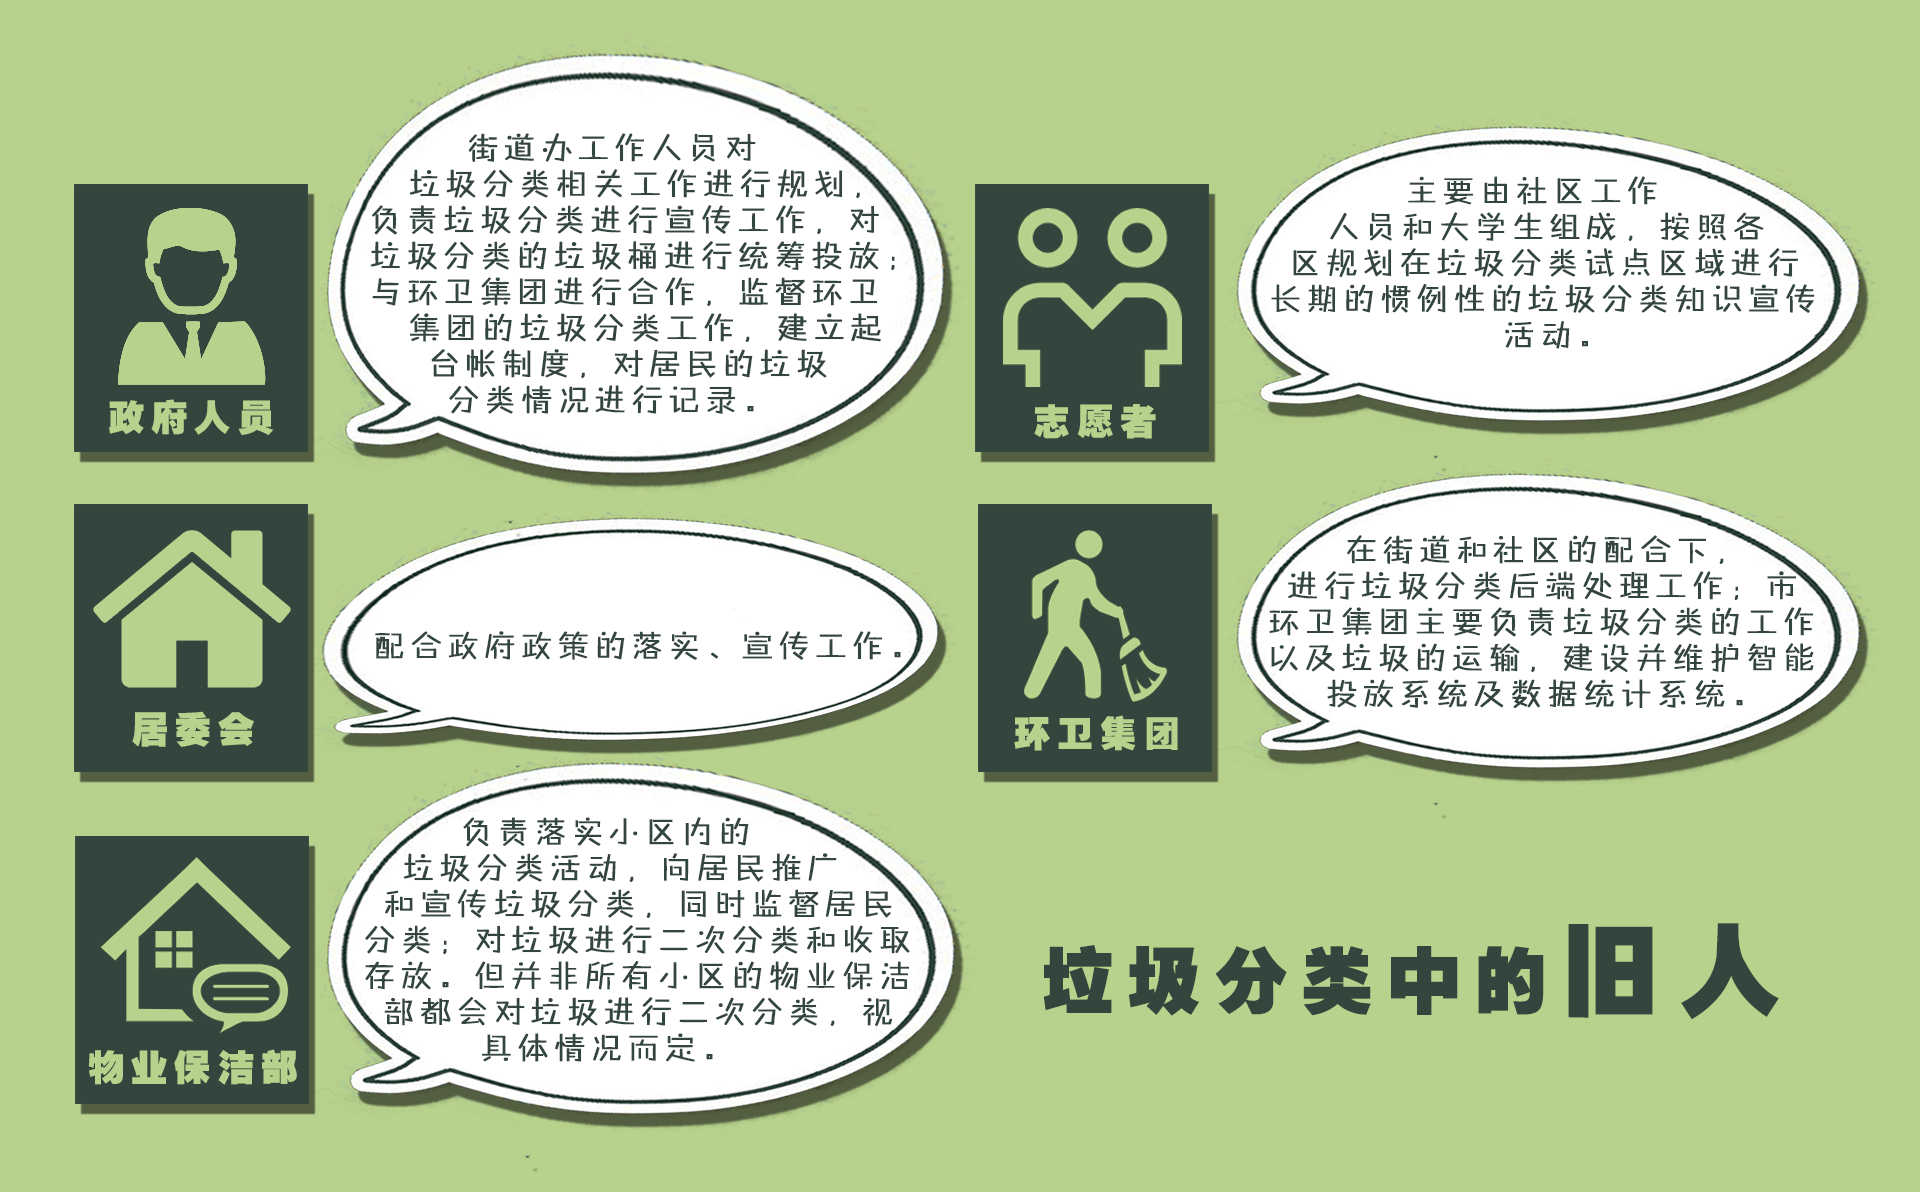 街道办工作人员对
垃圾分类相关工作进行规划，
负责垃圾分类进行宣传工作，对
垃圾分类的垃圾桶进行统筹投放；
与环卫集团进行合作，监督环卫
集团的垃圾分类工作，建立起
台帐制度，对居民的垃圾
分类情况进行记录。
政府人员
主要由社区工作
人员和大学生组成，按照各
区规划在垃圾分类试点区域进行
长期的惯例性的垃圾分类知识宣传
活动。
志愿者
配合政府政策的落实、宣传工作。
居委会
在街道和社区的配合下，
进行垃圾分类后端处理工作；市
环卫集团主要负责垃圾分类的工作
以及垃圾的运输，建设并维护智能
投放系统及数据统计系统。
环卫集团
负责落实小区内的
垃圾分类活动，向居民推广
和宣传垃圾分类，同时监督居民
分类；对垃圾进行二次分类和收取
存放。但并非所有小区的物业保洁
部都会对垃圾进行二次分类，视
具体情况而定。
物业保洁部
垃圾分类中的旧人